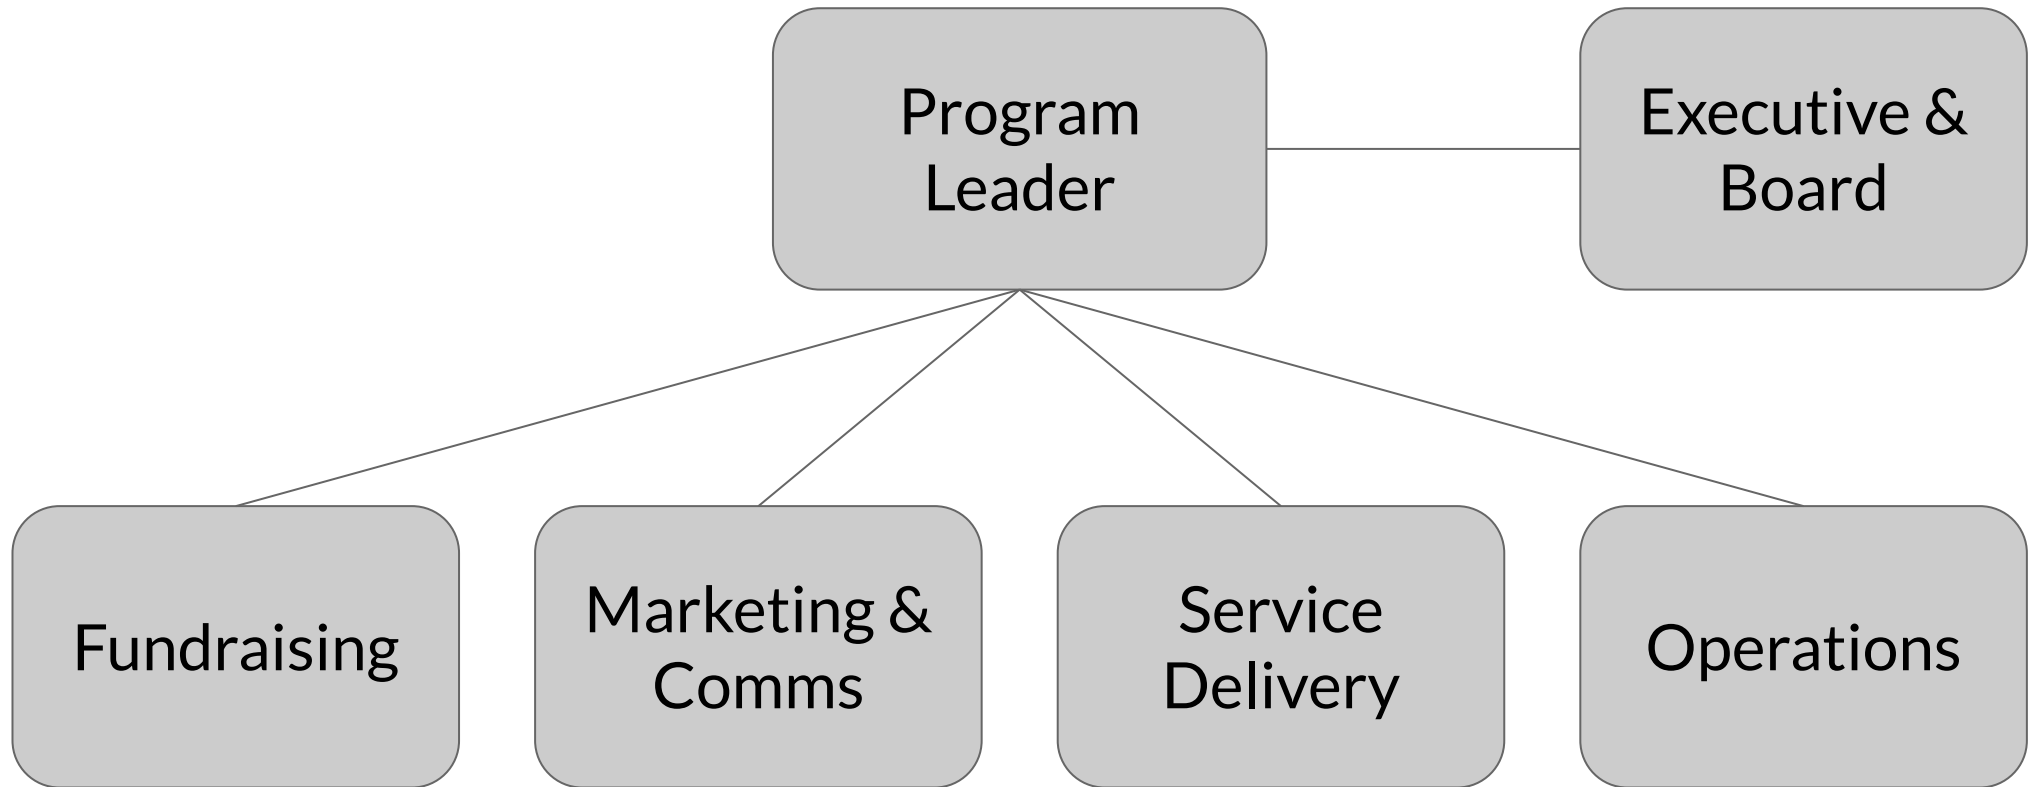 Program
Leader
Executive &
Board
Fundraising
Marketing &
Comms
Service
Delivery
Operations